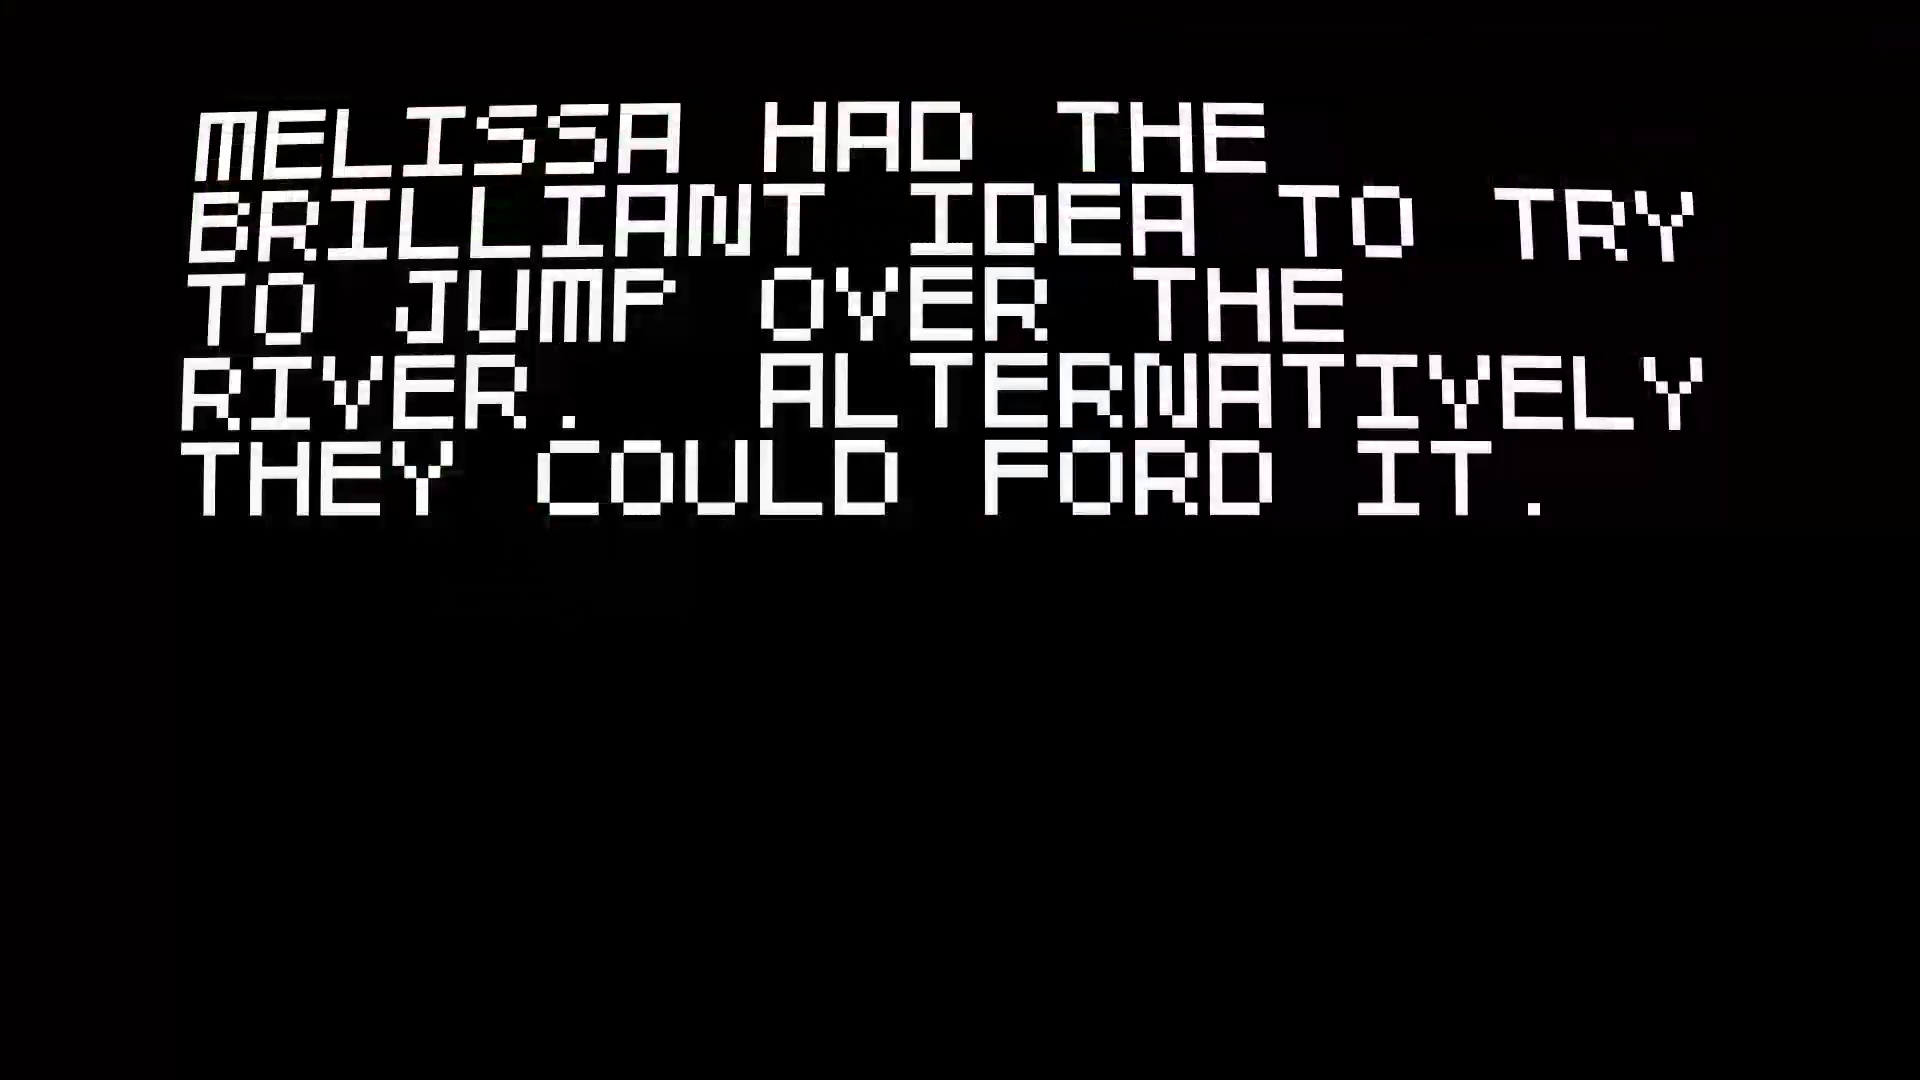 MELISSA HAD THE
BRILLIANT IDEA TO TRY
TO JUMP OVER THE
RIVER.  ALTERNATIVELY
THEY COULD FORD IT.